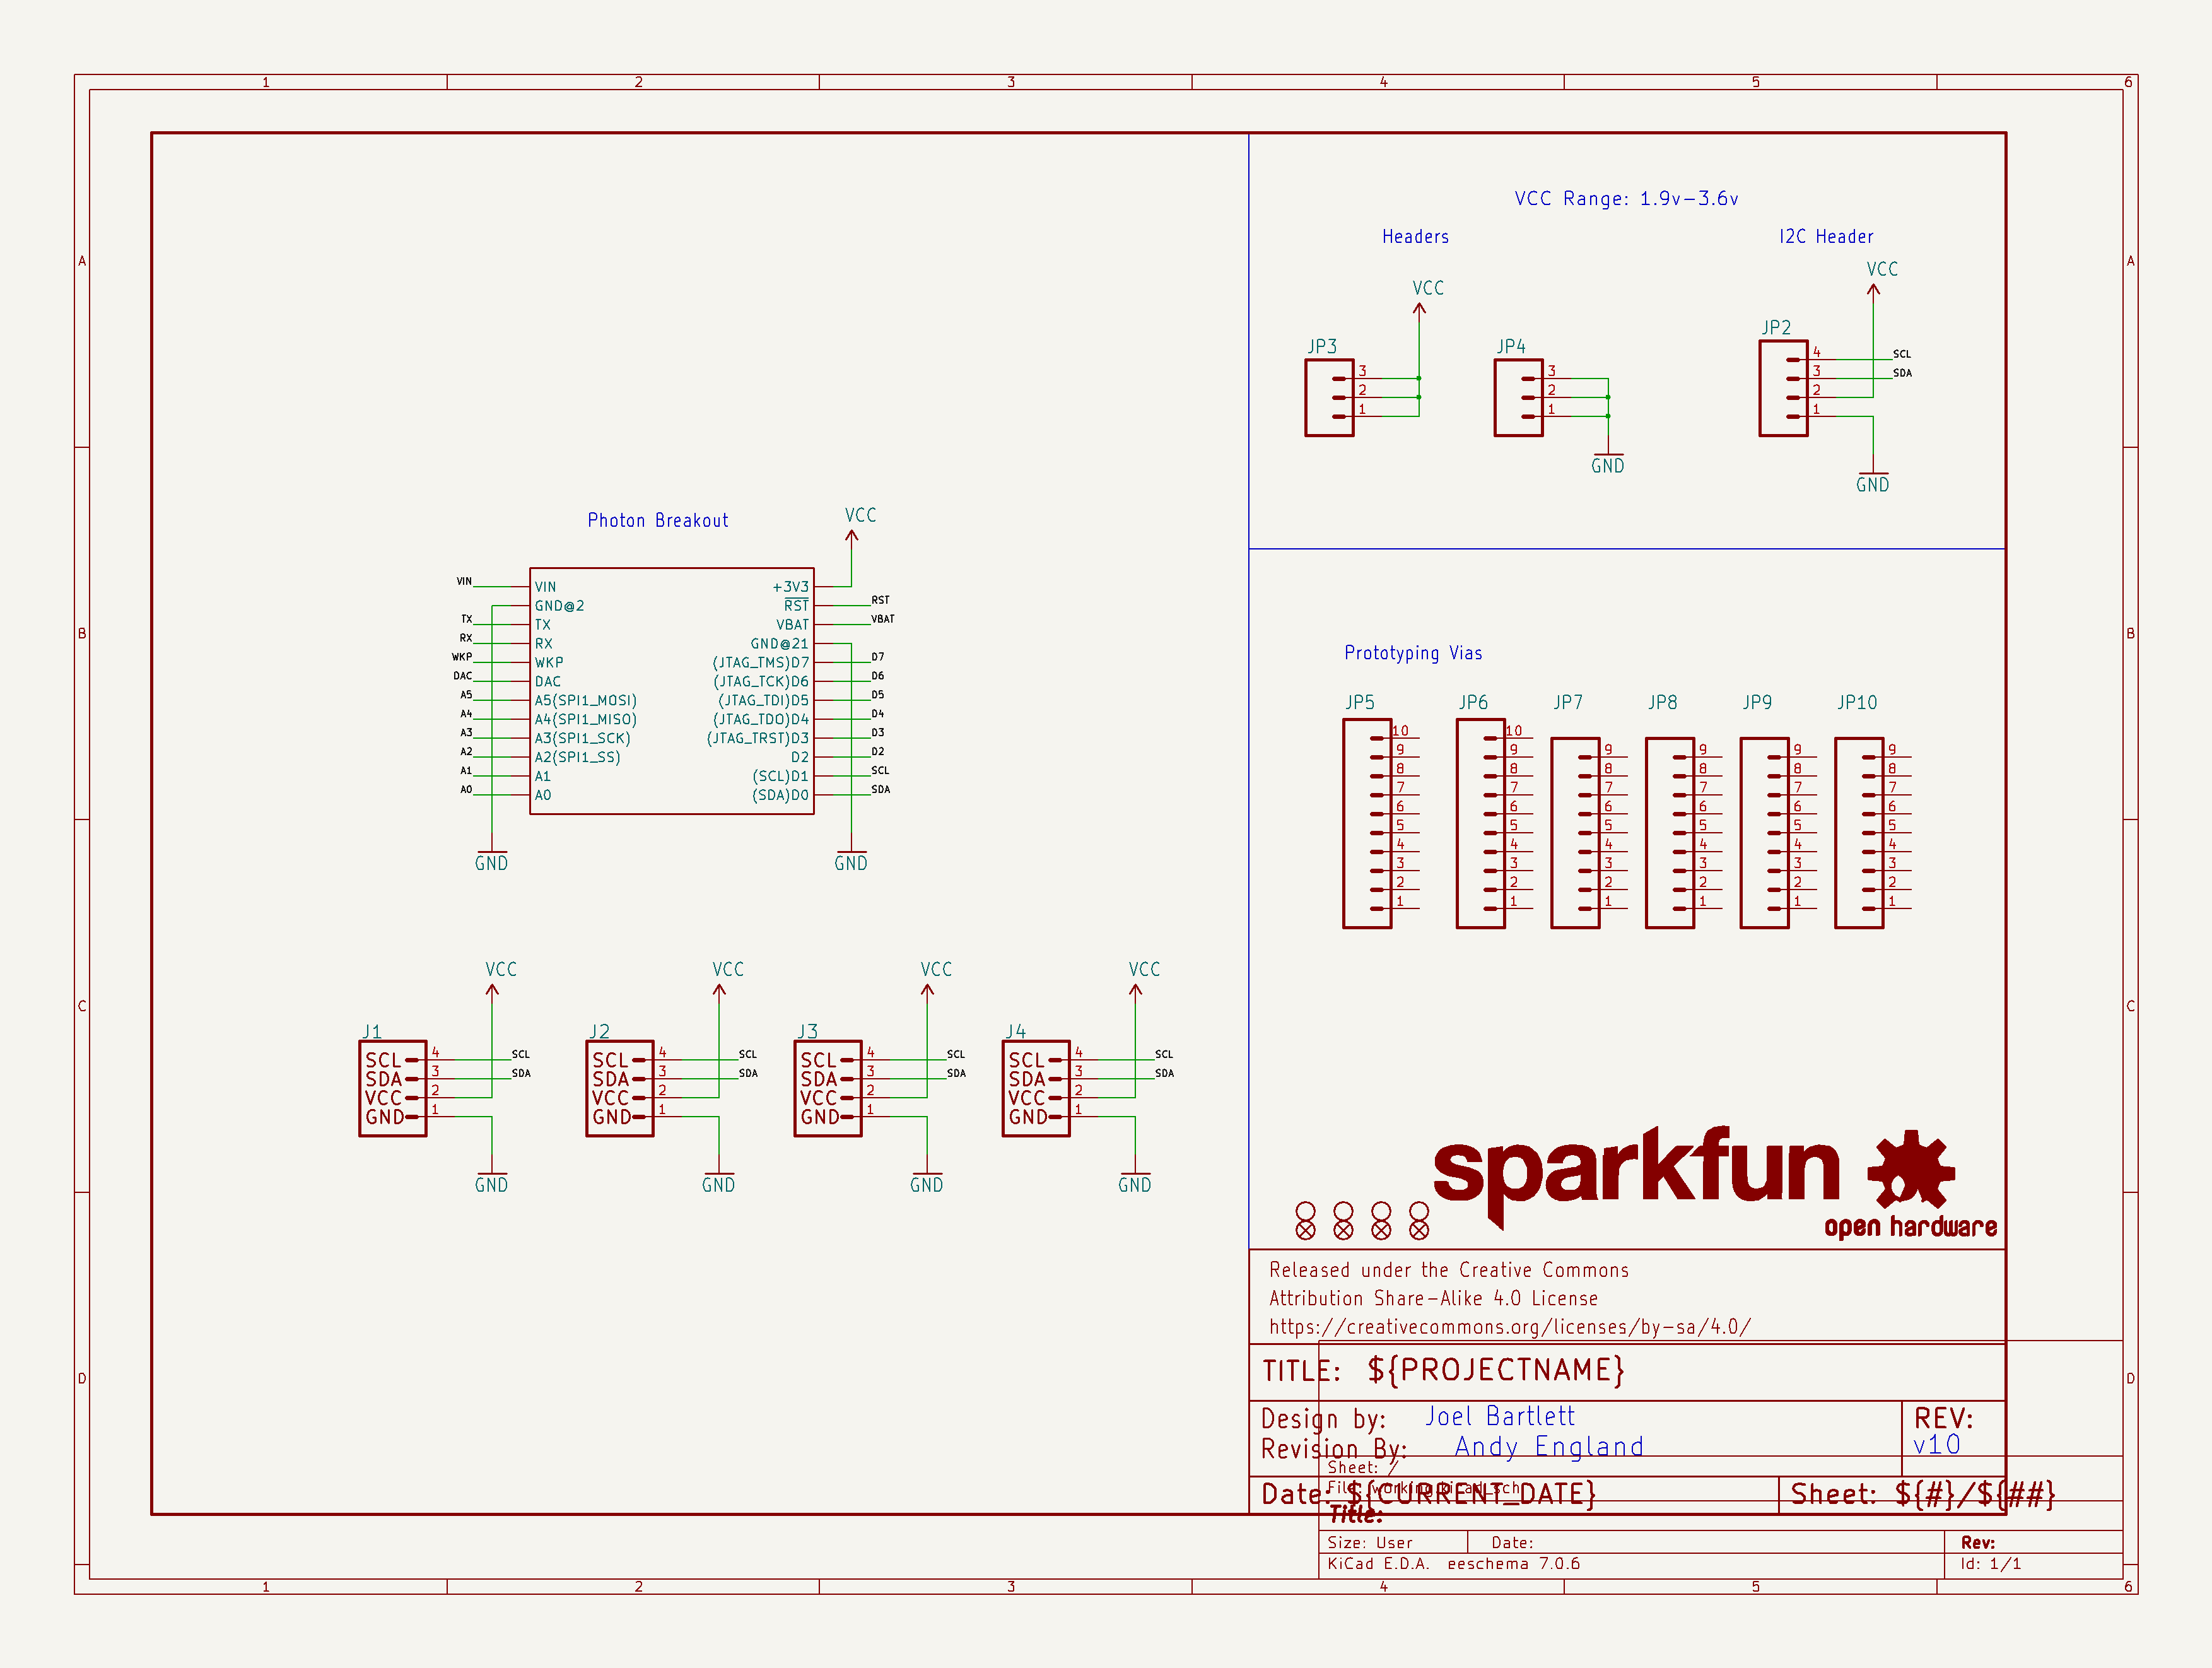 1 2 3 4 5 6
A A
B B
C C
D D
VCC Range: 1.9v-3.6v
Headers
I2C Header
VCC
JP3
3
2
1
JP4
3
2
1
GND
VCC
JP2
4 SCL
3 SDA
2
1
GND
Photon Breakout
VCC
VIN VIN +3V3
GND@2 RST RST
TX TX VBAT VBAT
RX RX GND@21
WKP WKP (JTAG_TMS)D7 D7
DAC DAC (JTAG_TCK)D6 D6
A5 A5(SPI1_MOSI) (JTAG_TDI)D5 D5
A4 A4(SPI1_MISO) (JTAG_TDO)D4 D4
A3 A3(SPI1_SCK) (JTAG_TRST)D3 D3
A2 A2(SPI1_SS) D2 D2
A1 A1 (SCL)D1 SCL
A0 A0 (SDA)D0 SDA
GND GND
Prototyping Vias
JP5 JP6 JP7 JP8 JP9 JP10
10 10
9 9 9 9 9 9
8 8 8 8 8 8
7 7 7 7 7 7
6 6 6 6 6 6
5 5 5 5 5 5
4 4 4 4 4 4
3 3 3 3 3 3
2 2 2 2 2 2
1 1 1 1 1 1
VCC VCC VCC VCC
J1 J2 J3 J4
SCL 4 SCL SCL 4 SCL SCL 4 SCL SCL 4 SCL
SDA 3 SDA SDA 3 SDA SDA 3 SDA SDA 3 SDA
VCC 2 VCC 2 VCC 2 VCC 2
GND 1 GND 1 GND 1 GND 1
GND GND GND GND
sparkfun
open hardware
Released under the Creative Commons
Attribution Share-Alike 4.0 License
https://creativecommons.org/licenses/by-sa/4.0/
TITLE: ${PROJECTNAME}
Design by: Joel Bartlett
REV:
Revision By: Andy England
v10
Sheet: /
File: working.kicad_sch
Date: ${CURRENT_DATE}
Sheet: ${#}/${##}
Title:
Size: User Date: Rev:
KiCad E.D.A. eeschema 7.0.6 Id: 1/1
1 2 3 4 5 6